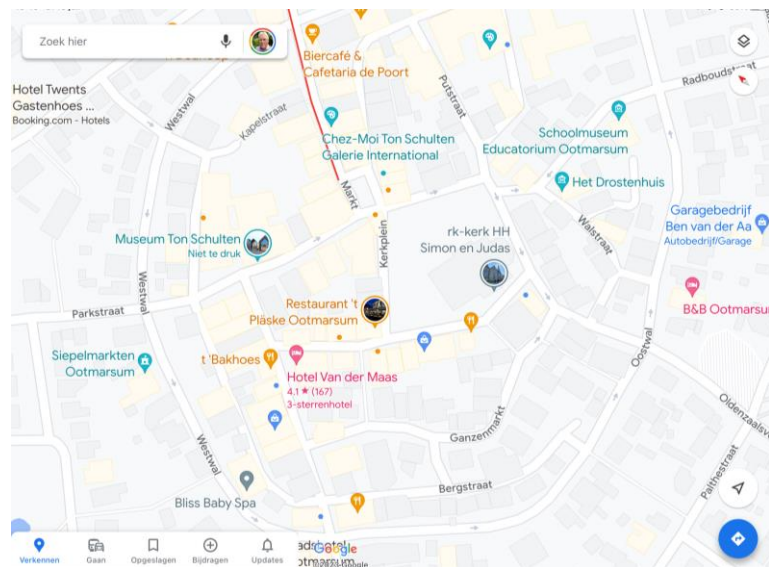 Zoek hier
Biercafé &
Cafetaria de Poort
Putstraat
Radboudstraat
Hotel Twents
Gastenhoes ...
Booking.com - Hotels
Westwal
Kapelstraat
Chez-Moi Ton Schulten
Galerie International
Schoolmuseum
Educatorium Ootmarsum
Markt
Het Drostenhuis
Museum Ton Schulten
Niet te druk
Kerkplein
rk-kerk HH
Simon en Judas
Walstraat
Garagebedrijf
Ben van der Aa
Autobedrijf/Garage
Parkstraat
Westwal
Restaurant 't
Pläske Ootmarsum
B&B Ootmarsum
Siepelmarkten
Ootmarsum
t 'Bakhoes
Hotel Van der Maas
4.1 ★ (167)
3-sterrenhotel
Oostwal
Ganzenmarkt
Westwal
Bergstraat
Palthestraat
Bliss Baby Spa
Google
Verkennen
Gaan
Opgeslagen
Bijdragen
Updates